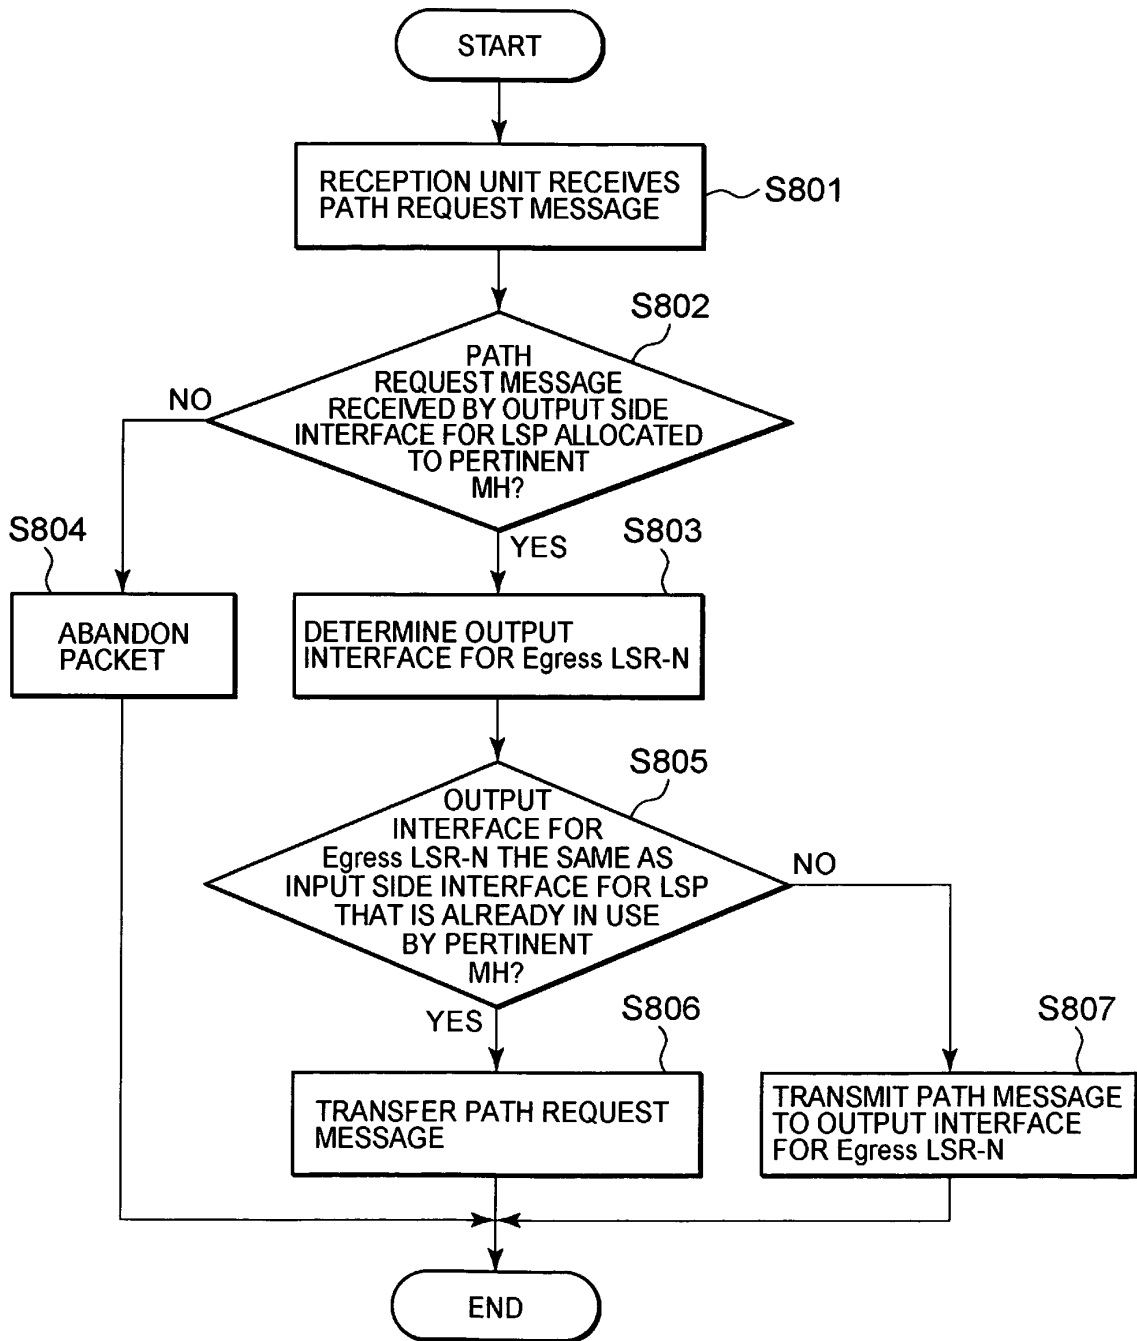 START
RECEPTION UNIT RECEIVES
PATH REQUEST MESSAGE
S801
S802
PATH
REQUEST MESSAGE
RECEIVED BY OUTPUT SIDE
INTERFACE FOR LSP ALLOCATED
TO PERTINENT
MH?
NO
YES
S804
ABANDON
PACKET
S803
DETERMINE OUTPUT
INTERFACE FOR Egress LSR-N
S805
OUTPUT
INTERFACE FOR
Egress LSR-N THE SAME AS
INPUT SIDE INTERFACE FOR LSP
THAT IS ALREADY IN USE
BY PERTINENT
MH?
NO
YES
S806
TRANSFER PATH REQUEST
MESSAGE
S807
TRANSMIT PATH MESSAGE
TO OUTPUT INTERFACE
FOR Egress LSR-N
END